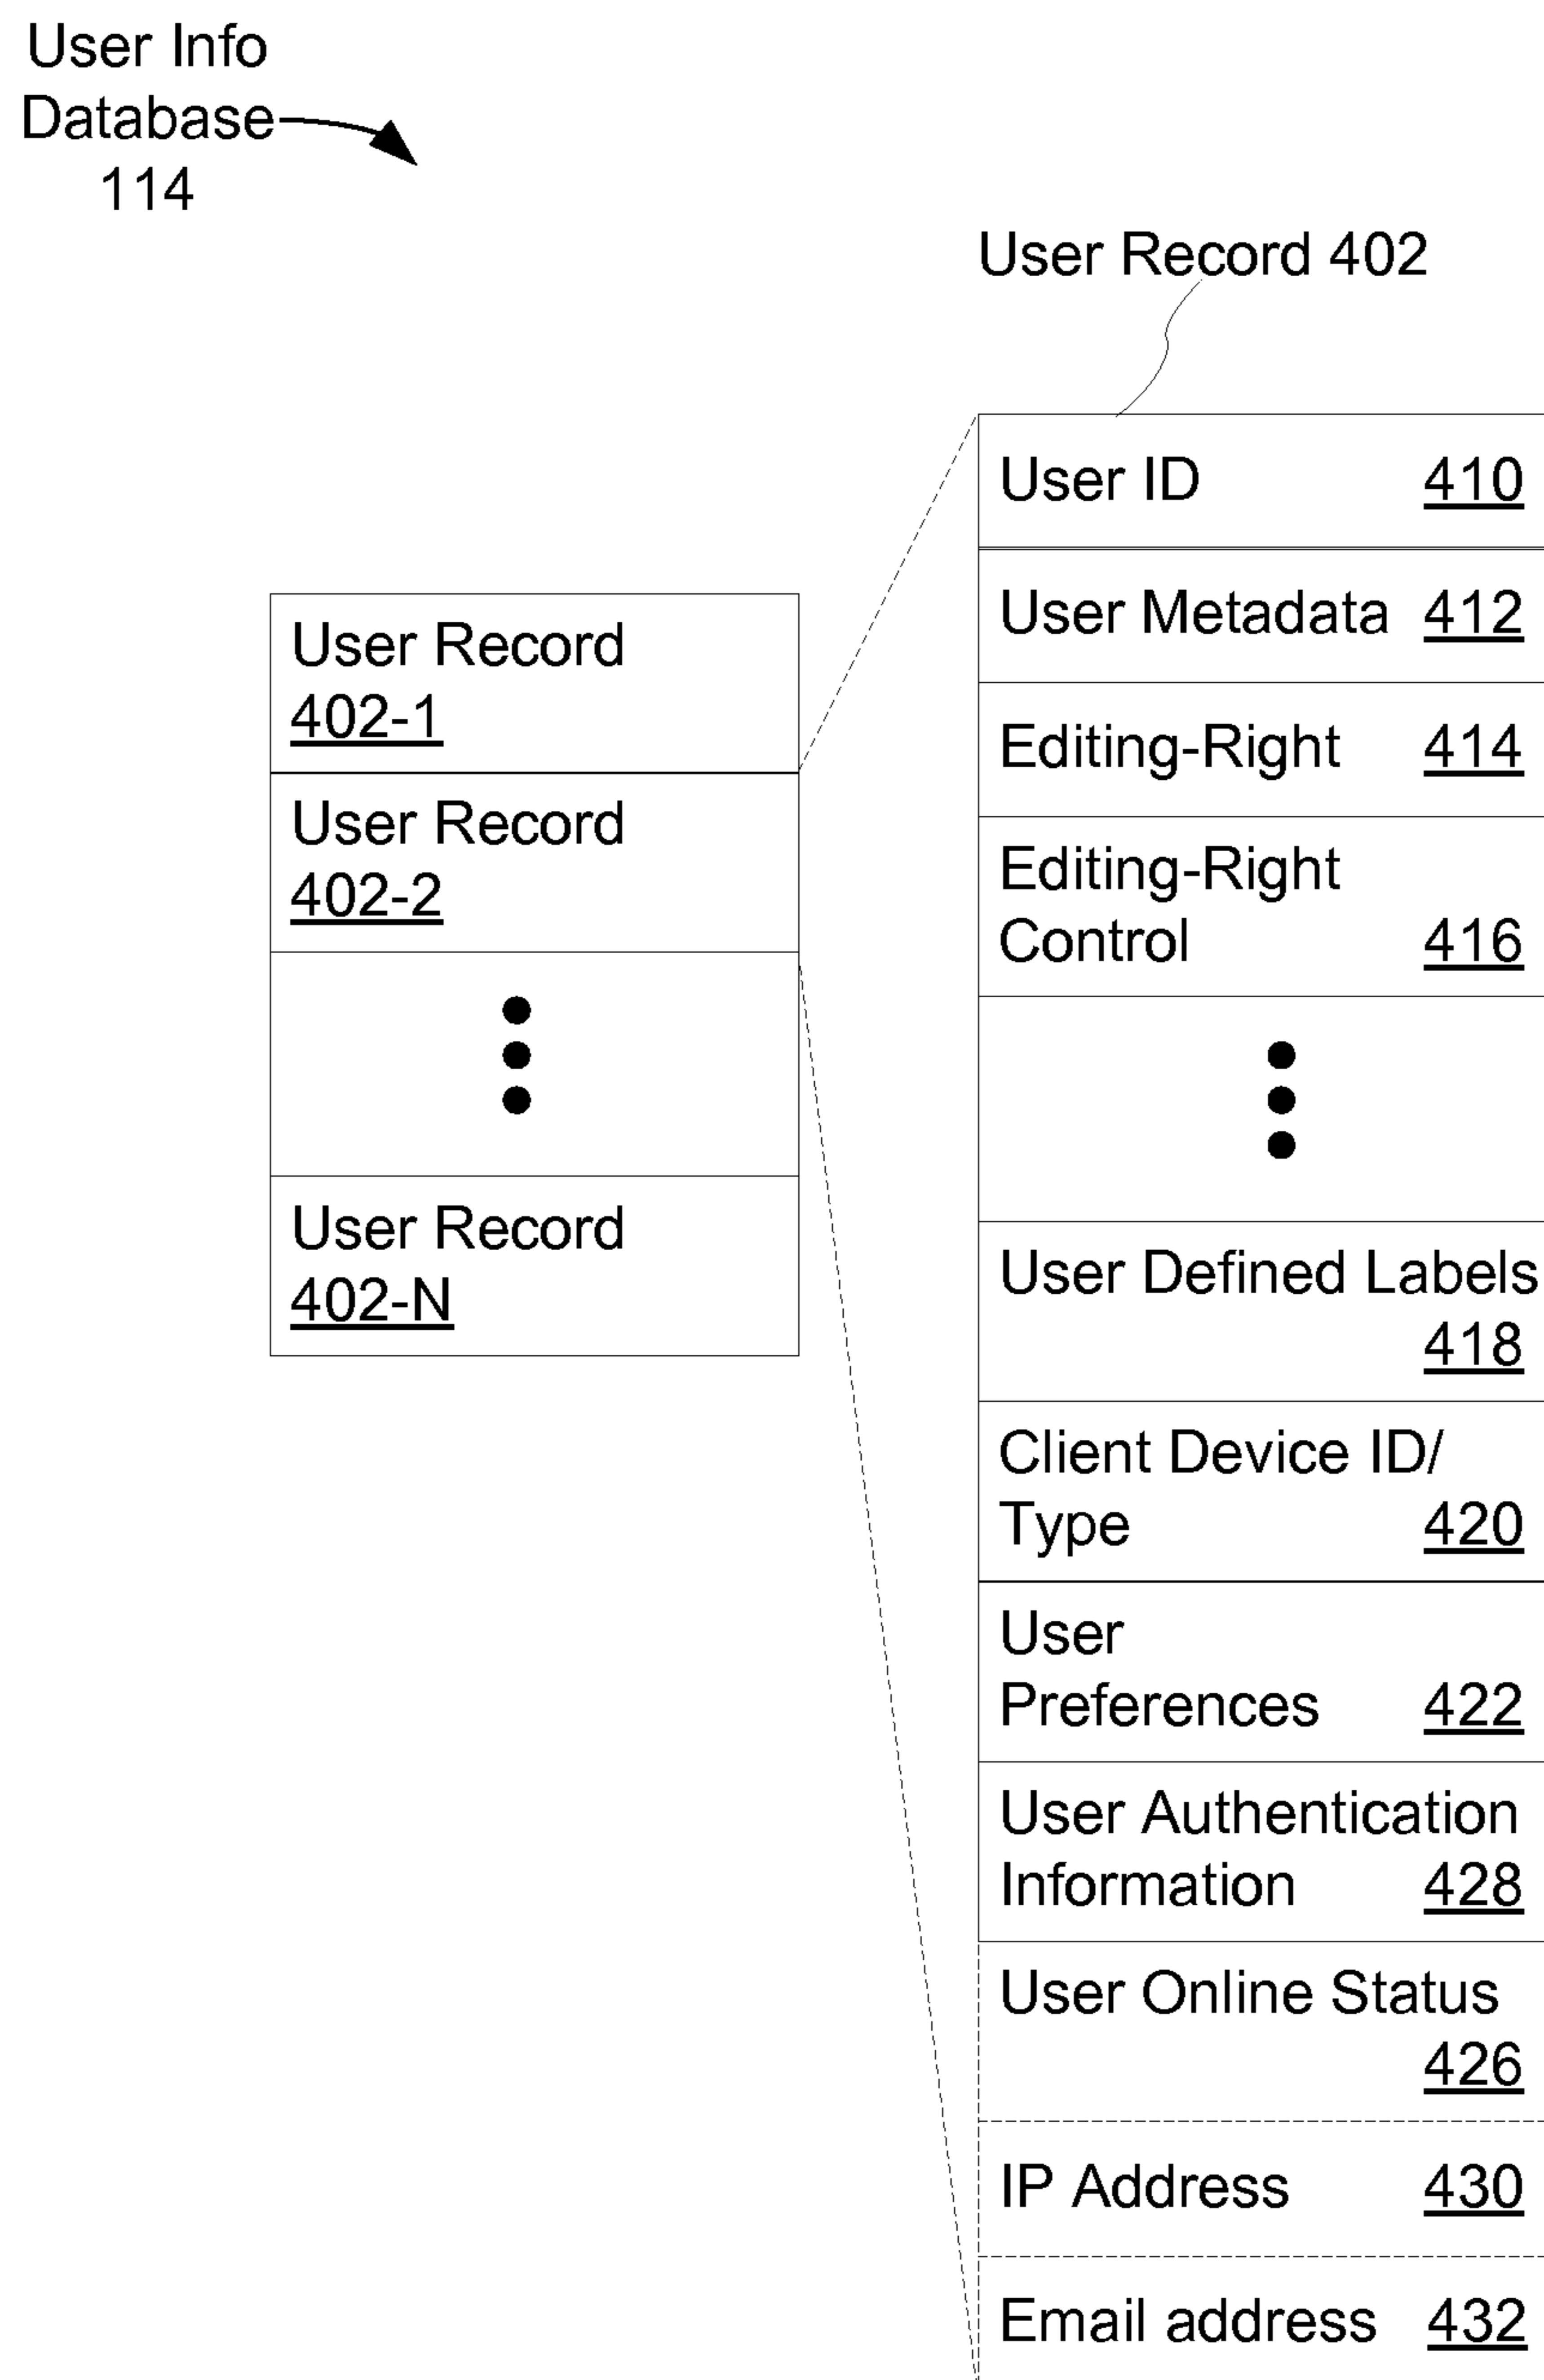 User Info
Database
114
User Record 402
User Record
402-1
User Record
402-2
User Record
402-N
User ID 410
User Metadata 412
Editing-Right 414
Editing-Right
Control 416
User Defined Labels
418
Client Device ID/
Type 420
User
Preferences 422
User Authentication
Information 428
User Online Status
426
IP Address 430
Email address 432